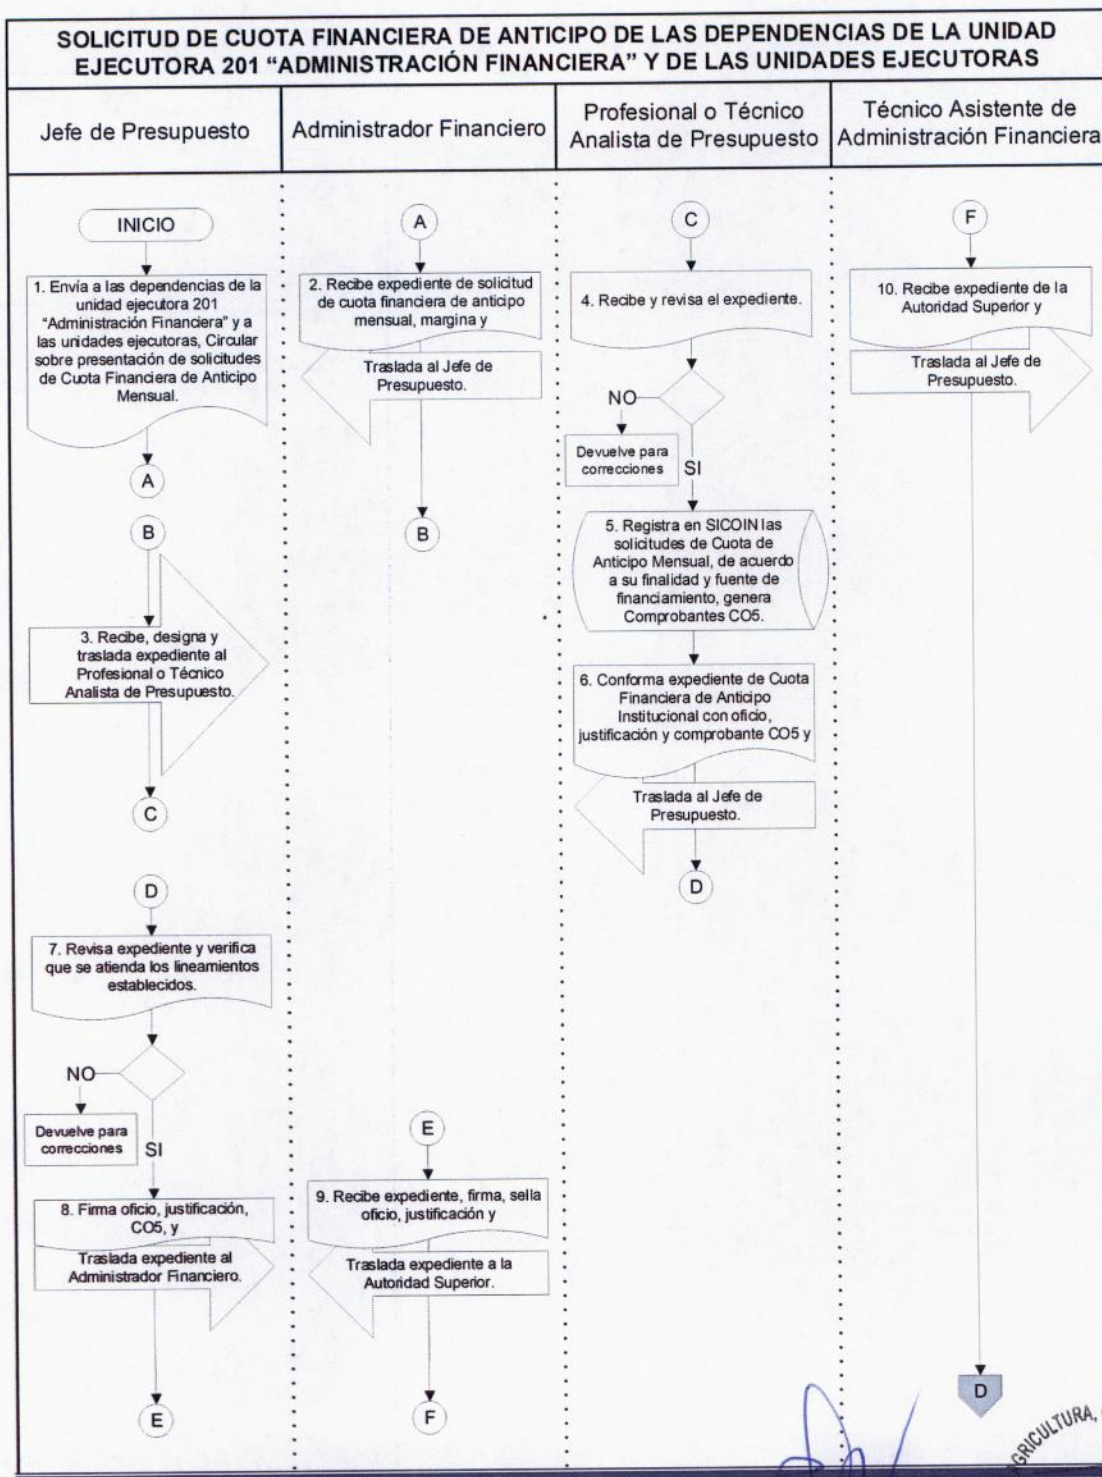 SOLICITUD DE CUOTA FINANCIERA DE ANTICIPO DE LAS DEPENDENCIAS DE LA UNIDAD
EJECUTORA 201 “ADMINISTRACIÓN FINANCIERA” Y DE LAS UNIDADES EJECUTORAS
Jefe de Presupuesto
Administrador Financiero
Profesional o Técnico
Analista de Presupuesto
Técnico Asistente de
Administración Financiera
INICIO
1. Envía a las dependencias de la
unidad ejecutora 201
“Administración Financiera” y a
las unidades ejecutoras, Circular
sobre presentación de solicitudes
de Cuota Financiera de Anticipo
Mensual.
A
B
3. Recibe, designa y
traslada expediente al
Profesional o Técnico
Analista de Presupuesto.
C
D
7. Revisa expediente y verifica
que se atienda los lineamientos
establecidos.
NO
Devuelve para
correcciones
SI
8. Firma oficio, justificación,
CO5, y
Traslada expediente al
Administrador Financiero.
E
A
2. Recibe expediente de solicitud
de cuota financiera de anticipo
mensual, margina y
Traslada al Jefe de
Presupuesto.
B
E
9. Recibe expediente, firma, sella
oficio, justificación y
Traslada expediente a la
Autoridad Superior.
F
C
4. Recibe y revisa el expediente.
NO
Devuelve para
correcciones
SI
5. Registra en SICOIN las
solicitudes de Cuota de
Anticipo Mensual, de acuerdo
a su finalidad y fuente de
financiamiento, genera
Comprobantes CO5.
6. Conforma expediente de Cuota
Financiera de Anticipo
Institucional con oficio,
justificación y comprobante CO5 y
Traslada al Jefe de
Presupuesto.
D
F
10. Recibe expediente de la
Autoridad Superior y
Traslada al Jefe de
Presupuesto.
D
AGRICULTURA,